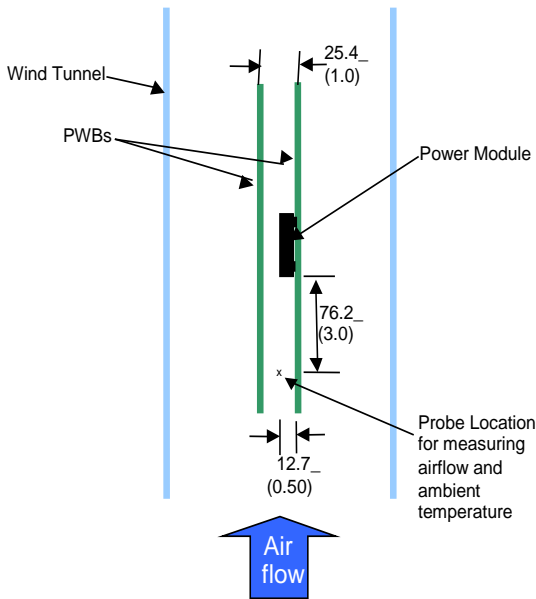 25.4_
(1.0)
Wind Tunnel
PWBs
Power Module
76.2_
(3.0)
x
Probe Location
for measuring
airflow and
ambient
temperature
12.7_
(0.50)
Air
flow